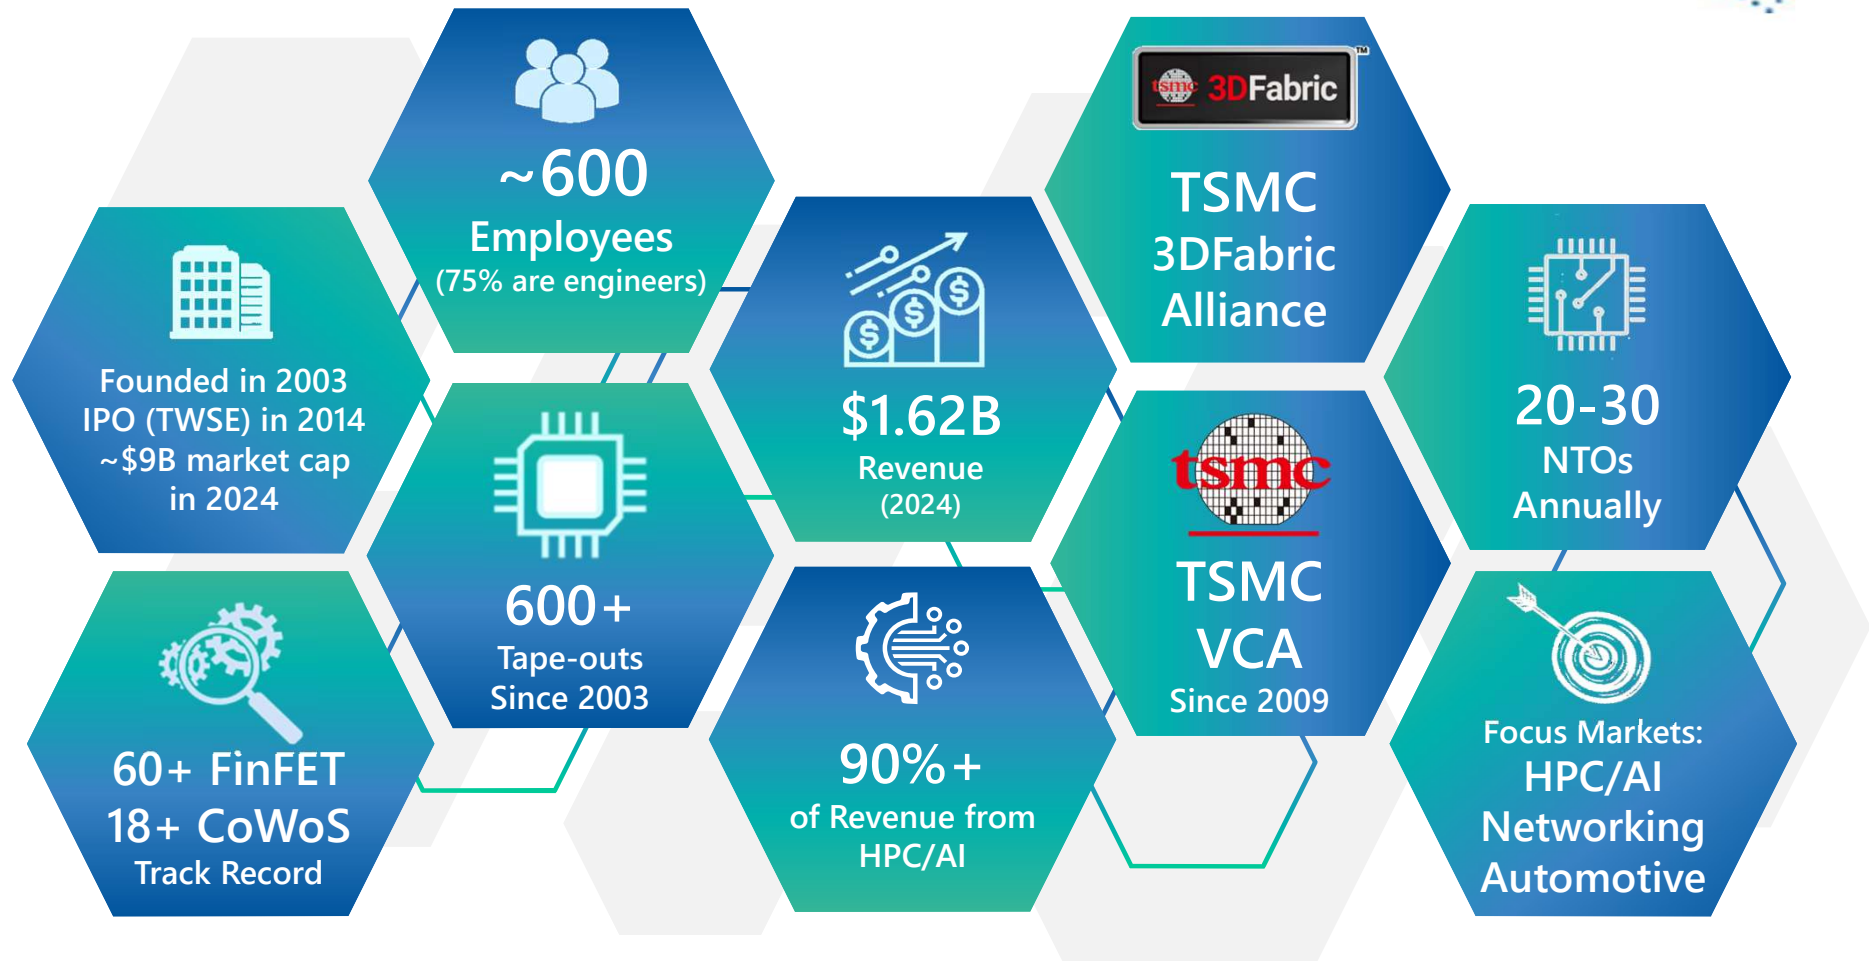 ~600
Employees
(75% are engineers)
tsmc 3DFabric
TM
TSMC
3DFabric
Alliance
Founded in 2003
IPO (TWSE) in 2014
~$9B market cap
in 2024
$1.62B
Revenue
(2024)
20-30
NTOs
Annually
600+
Tape-outs
Since 2003
tsmc
TSMC
VCA
Since 2009
60+ FinFET
18+ CoWoS
Track Record
90%+
of Revenue from
HPC/AI
Focus Markets:
HPC/AI
Networking
Automotive